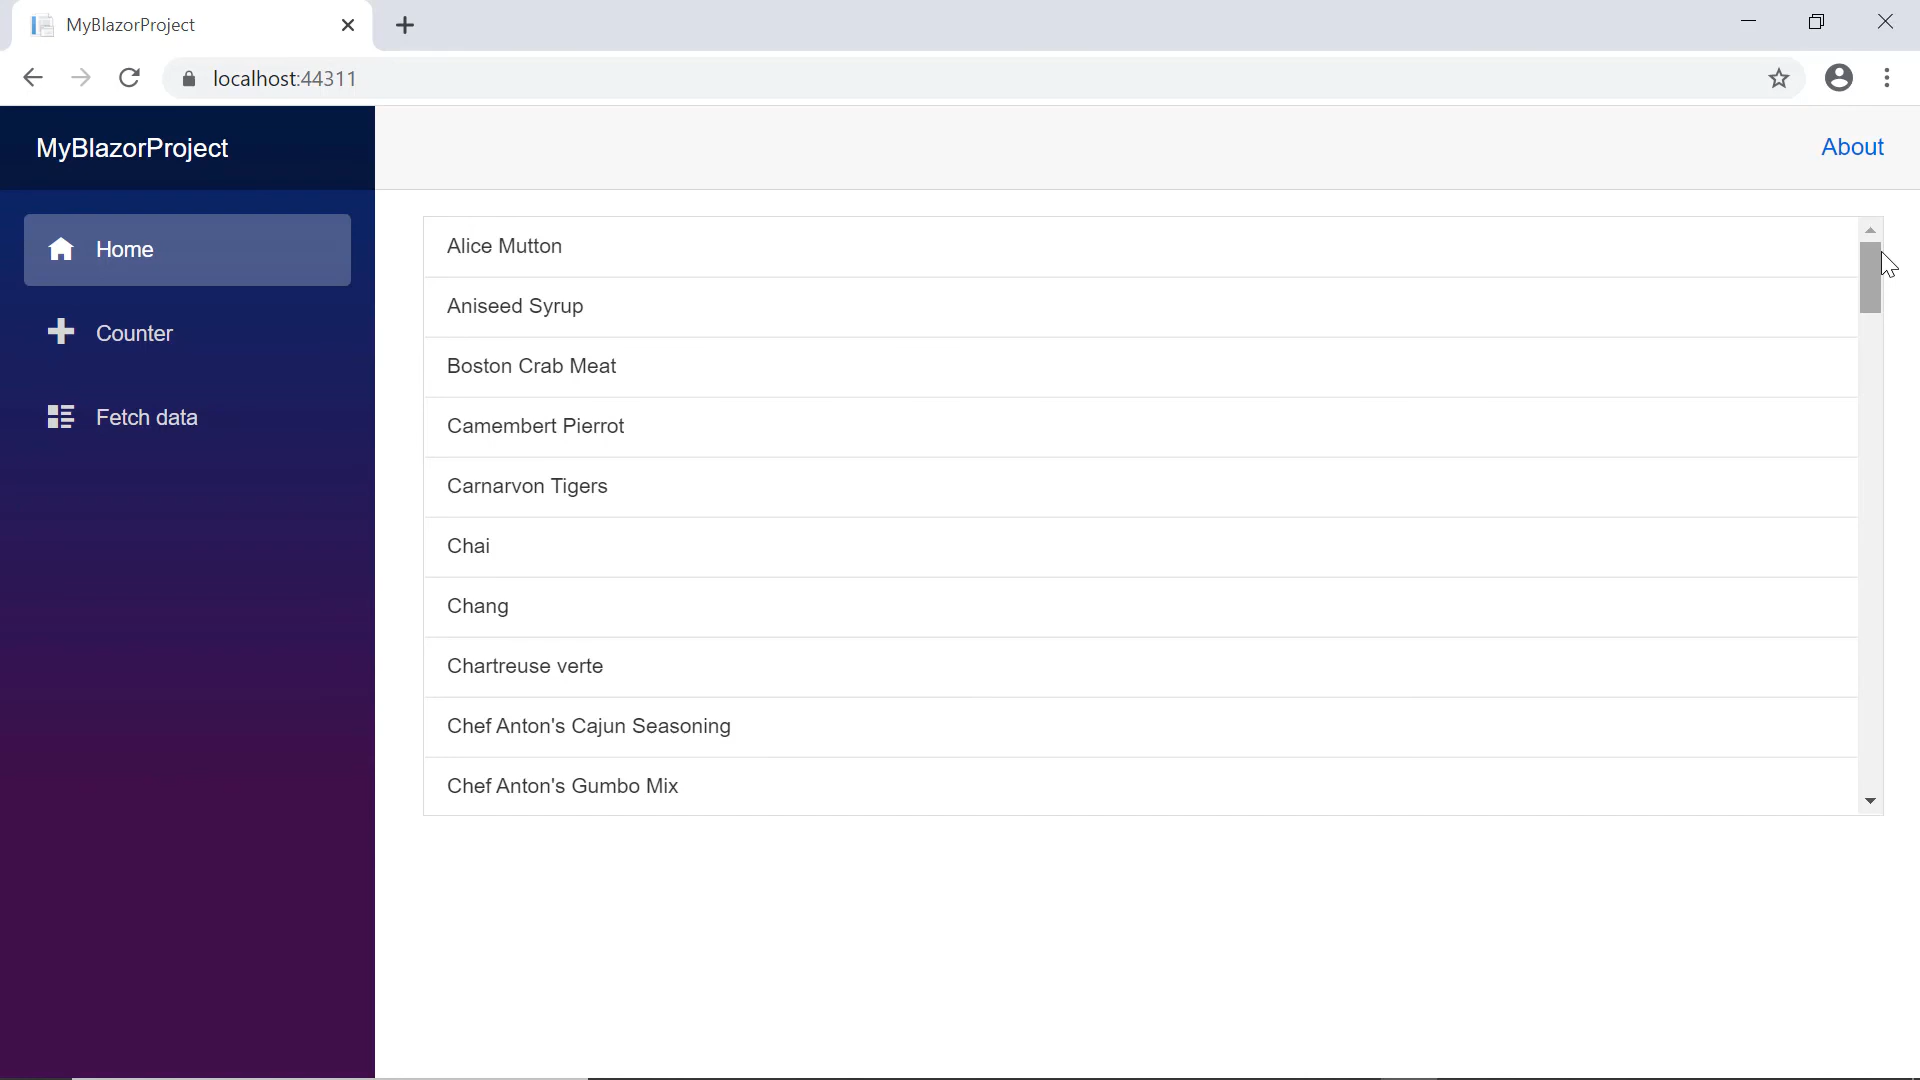 MyBlazorProject
localhost:44311
MyBlazorProject
About
Home
Counter
Fetch data
Alice Mutton
Aniseed Syrup
Boston Crab Meat
Camembert Pierrot
Carnarvon Tigers
Chai
Chang
Chartreuse verte
Chef Anton's Cajun Seasoning
Chef Anton's Gumbo Mix